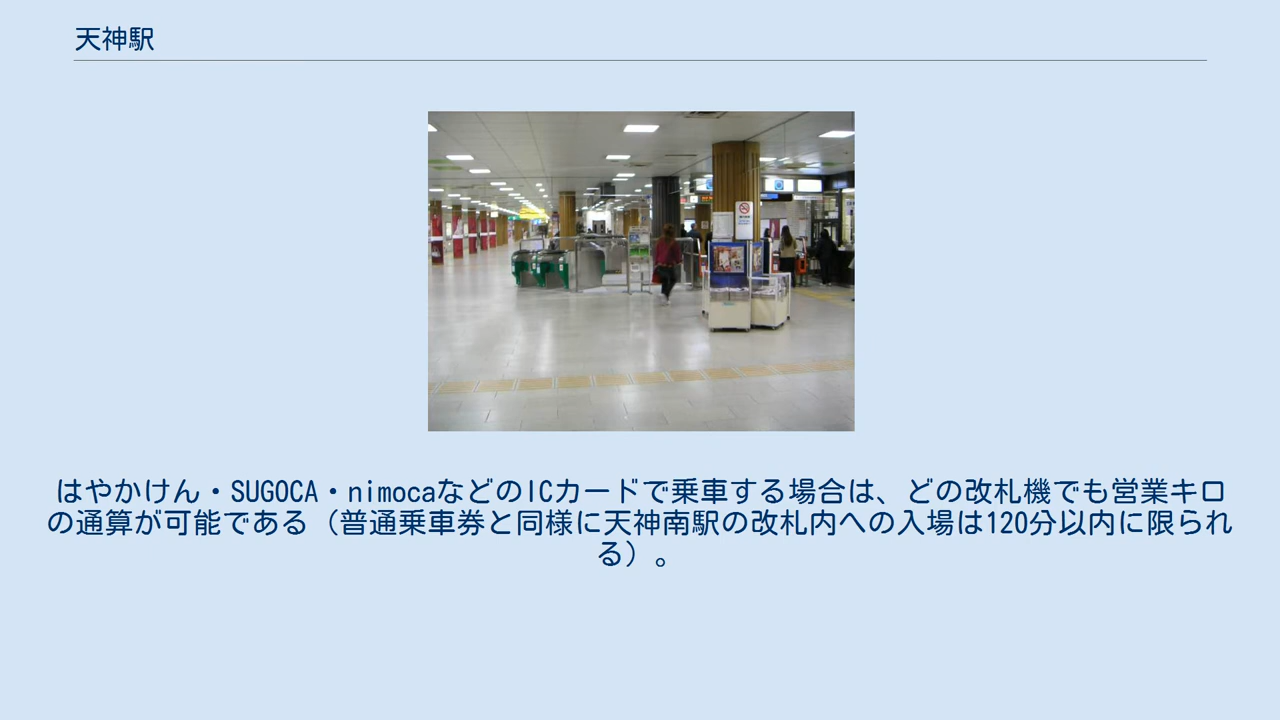 天神駅
はやかけん・SUGOCA・nimocaなどのICカードで乗車する場合は、どの改札機でも営業キロ
の通算が可能である（普通乗車券と同様に天神南駅の改札内への入場は120分以内に限られ
る）。